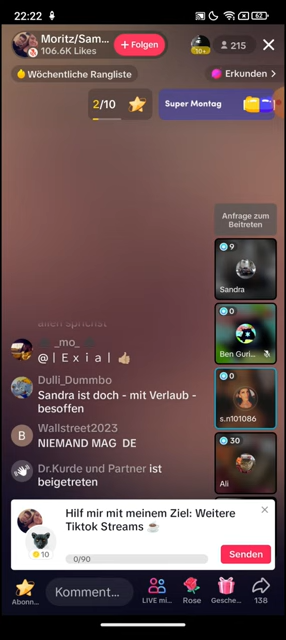 22:22
62
Moritz/Sam...
106.6K Likes
+ Folgen
10+
215
Wöchentliche Rangliste
Erkunden >
2/10
Super Montag
Anfrage zum
Beitreten
9
Sandra
allen sprichst
_mo_
@ | E x i a l 👍🏼
0
Ben Guri...
Dulli_Dummbo
Sandra ist doch - mit Verlaub -
besoffen
0
s.n101086
Wallstreet2023
NIEMAND MAG DE
B
30
Ali
Dr.Kurde und Partner ist
beigetreten
Hilf mir mit meinem Ziel: Weitere
Tiktok Streams ☕
10
0/90
Senden
Abonn...
Komment...
LIVE mi...
Rose
Gesche...
138